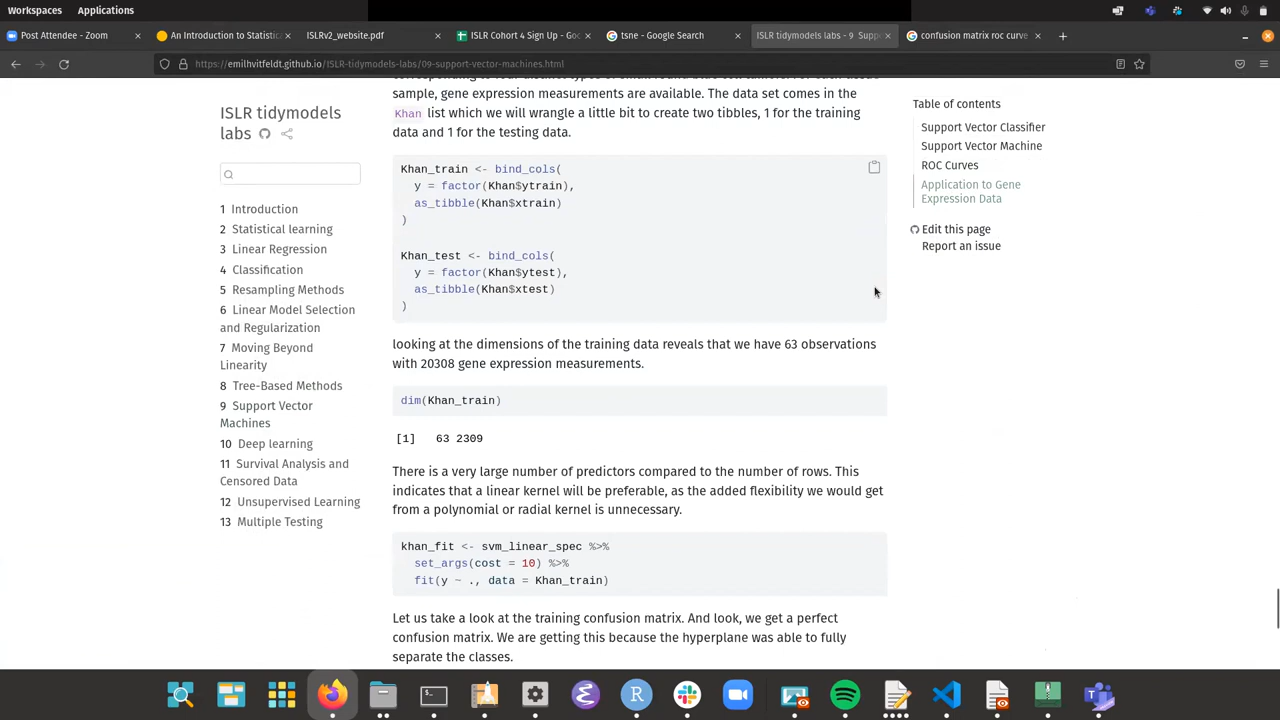 Workspaces Applications
Post Attendee - Zoom
An Introduction to Statistic
ISLRv2_website.pdf
ISLR Cohort 4 Sign Up - Go
tsne - Google Search
ISLR tidymodels labs - 9 Supp
confusion matrix roc curve
https://emilhvitfeldt.github.io/ISLR-tidymodels-labs/09-support-vector-machines.html
ISLR tidymodels
labs
1 Introduction
2 Statistical learning
3 Linear Regression
4 Classification
5 Resampling Methods
6 Linear Model Selection
and Regularization
7 Moving Beyond
Linearity
8 Tree-Based Methods
9 Support Vector
Machines
10 Deep learning
11 Survival Analysis and
Censored Data
12 Unsupervised Learning
13 Multiple Testing
sample, gene expression measurements are available. The data set comes in the
Khan list which we will wrangle a little bit to create two tibbles, 1 for the training
data and 1 for the testing data.
Khan_train <- bind_cols(
y = factor(Khan$ytrain),
as_tibble(Khan$xtrain)
)
Khan_test <- bind_cols(
y = factor(Khan$ytest),
as_tibble(Khan$xtest)
)
looking at the dimensions of the training data reveals that we have 63 observations
with 20308 gene expression measurements.
dim(Khan_train)
[1] 63 2309
There is a very large number of predictors compared to the number of rows. This
indicates that a linear kernel will be preferable, as the added flexibility we would get
from a polynomial or radial kernel is unnecessary.
khan_fit <- svm_linear_spec %>%
set_args(cost = 10) %>%
fit(y ~ ., data = Khan_train)
Let us take a look at the training confusion matrix. And look, we get a perfect
confusion matrix. We are getting this because the hyperplane was able to fully
separate the classes.
Table of contents
Support Vector Classifier
Support Vector Machine
ROC Curves
Application to Gene
Expression Data
Edit this page
Report an issue